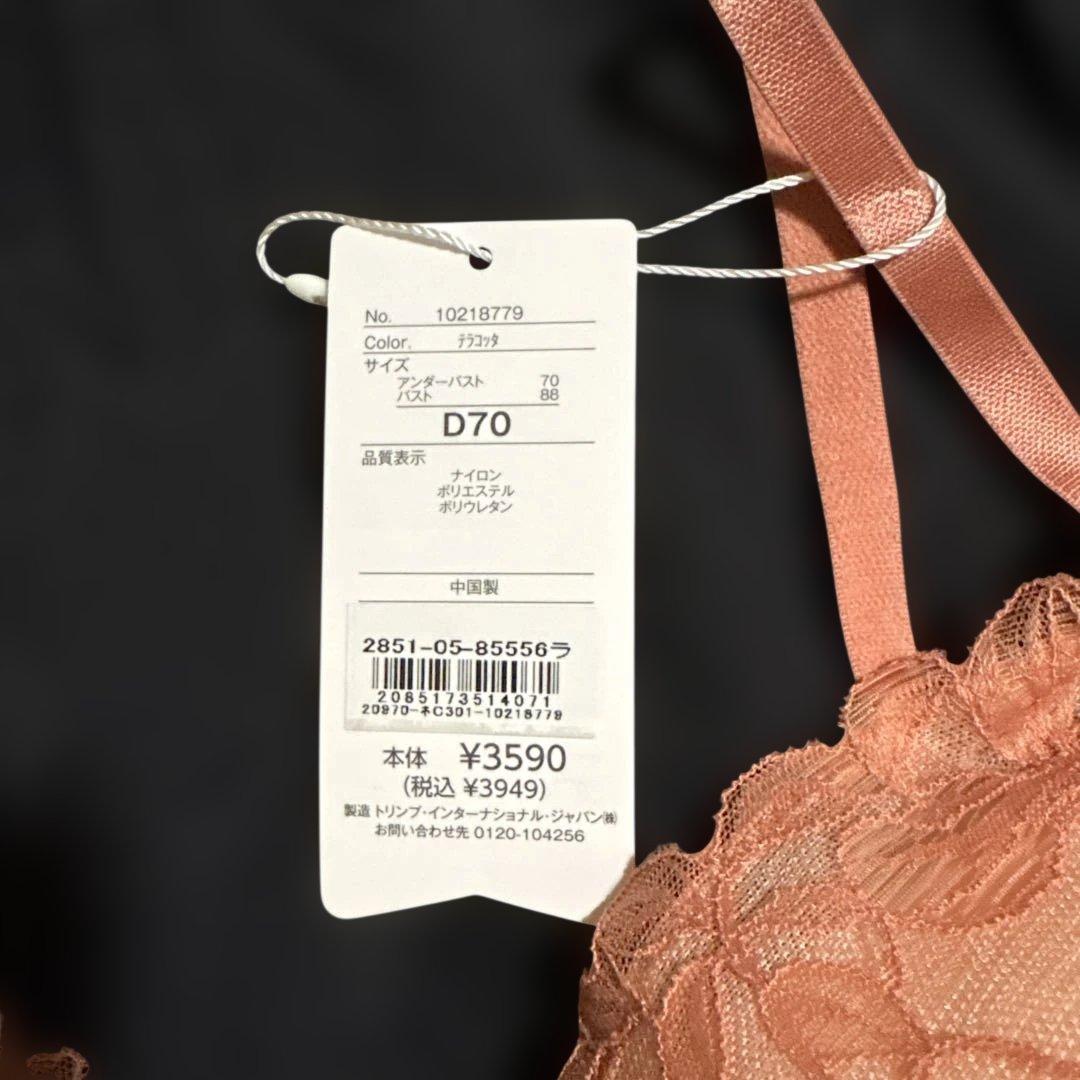 No. 10218779
Color. テラコッタ
サイズ
アンダーバスト 70
バスト 88
D70
品質表示
ナイロン
ポリエステル
ポリウレタン
中国製
2851-05-85556ラ
2085173514071
20970-ネC301-10218779
本体 ¥3590
(税込 ¥3949)
製造 トリンプ・インターナショナル・ジャパン㈱
お問い合わせ先 0120-104256